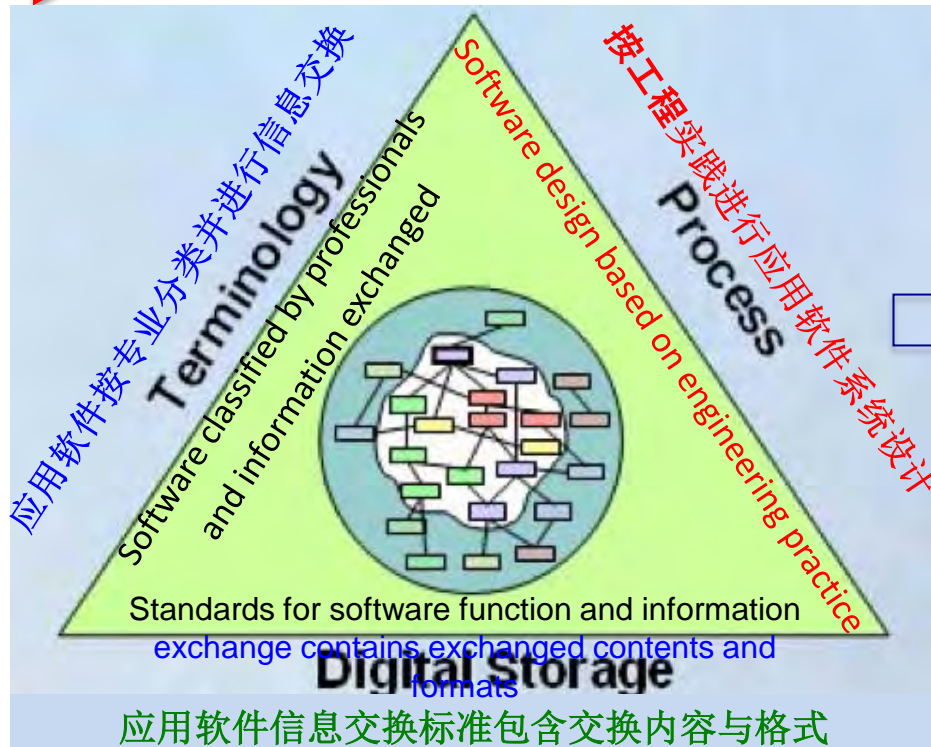 应用软件按专业分类并进行信息交换
Terminology
Software classified by professionals
and information exchanged
Software design based on engineering practice
Process
按工程实践进行应用软件系统设计
Standards for software function and information
exchange contains exchanged contents and
formats
Digital Storage
应用软件信息交换标准包含交换内容与格式